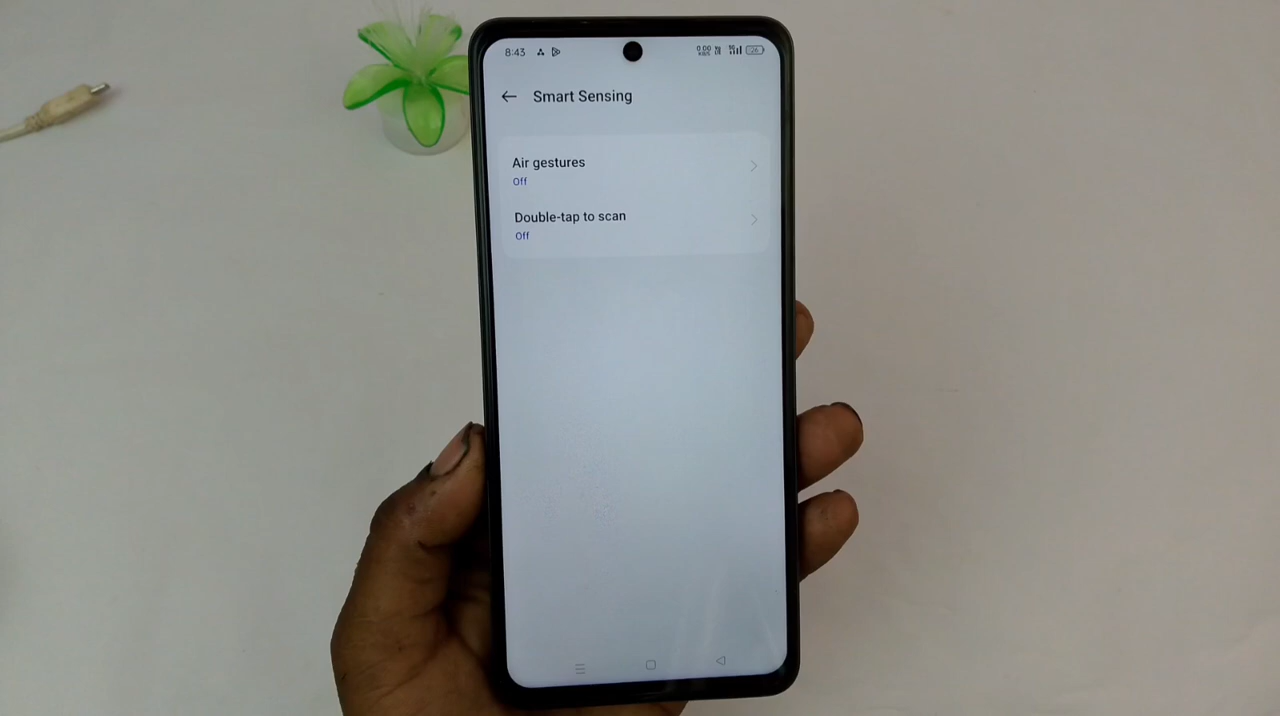 8:43
Smart Sensing
Air gestures
Off
Double-tap to scan
Off